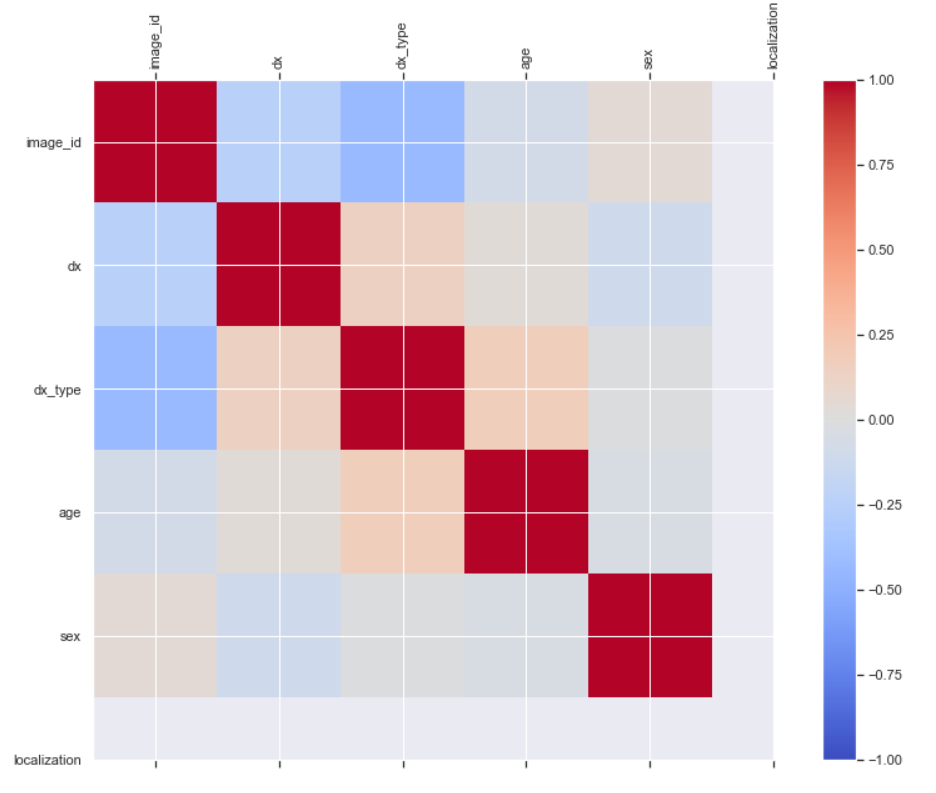 image_id
dx
dx_type
age
sex
localization
image_id
dx
dx_type
age
sex
localization
1.00
0.75
0.50
0.25
0.00
−0.25
−0.50
−0.75
−1.00